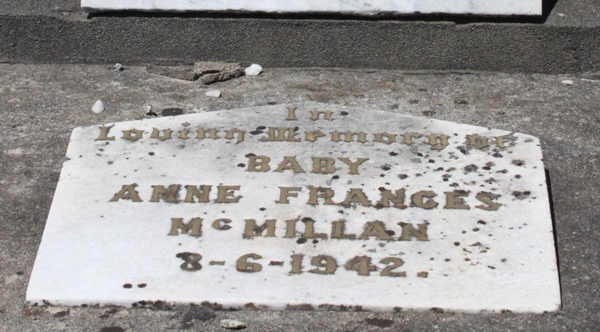 In
Loving Memory of
BABY
ANNE FRANCES
McMILLAN
8-6-1942.